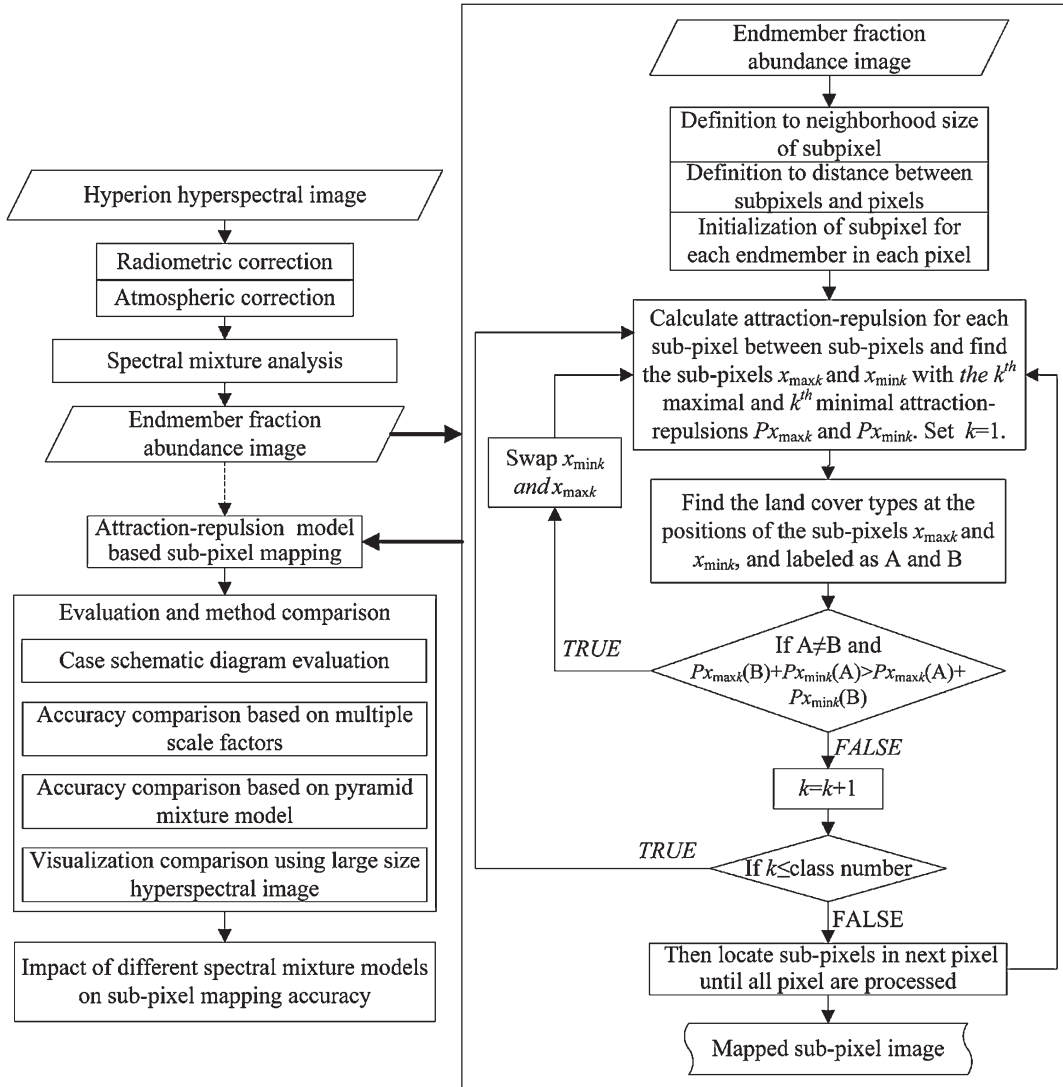 Hyperion hyperspectral image
Radiometric correction
Atmospheric correction
Spectral mixture analysis
Endmember fraction
abundance image
Attraction-repulsion model
based sub-pixel mapping
Evaluation and method comparison
Case schematic diagram evaluation
Accuracy comparison based on multiple
scale factors
Accuracy comparison based on pyramid
mixture model
Visualization comparison using large size
hyperspectral image
Impact of different spectral mixture models
on sub-pixel mapping accuracy
Endmember fraction
abundance image
Definition to neighborhood size
of subpixel
Definition to distance between
subpixels and pixels
Initialization of subpixel for
each endmember in each pixel
Calculate attraction-repulsion for each
sub-pixel between sub-pixels and find
the sub-pixels xmaxk and xmink with the kth
maximal and kth minimal attraction-
repulsions Pxmaxk and Pxmink. Set k=1.
Swap xmink
and xmaxk
Find the land cover types at the
positions of the sub-pixels xmaxk and
xmink, and labeled as A and B
TRUE
If A≠B and
Pxmaxk(B)+Pxmink(A)>Pxmaxk(A)+
Pxmink(B)
FALSE
k=k+1
TRUE
If k≤class number
FALSE
Then locate sub-pixels in next pixel
until all pixel are processed
Mapped sub-pixel image